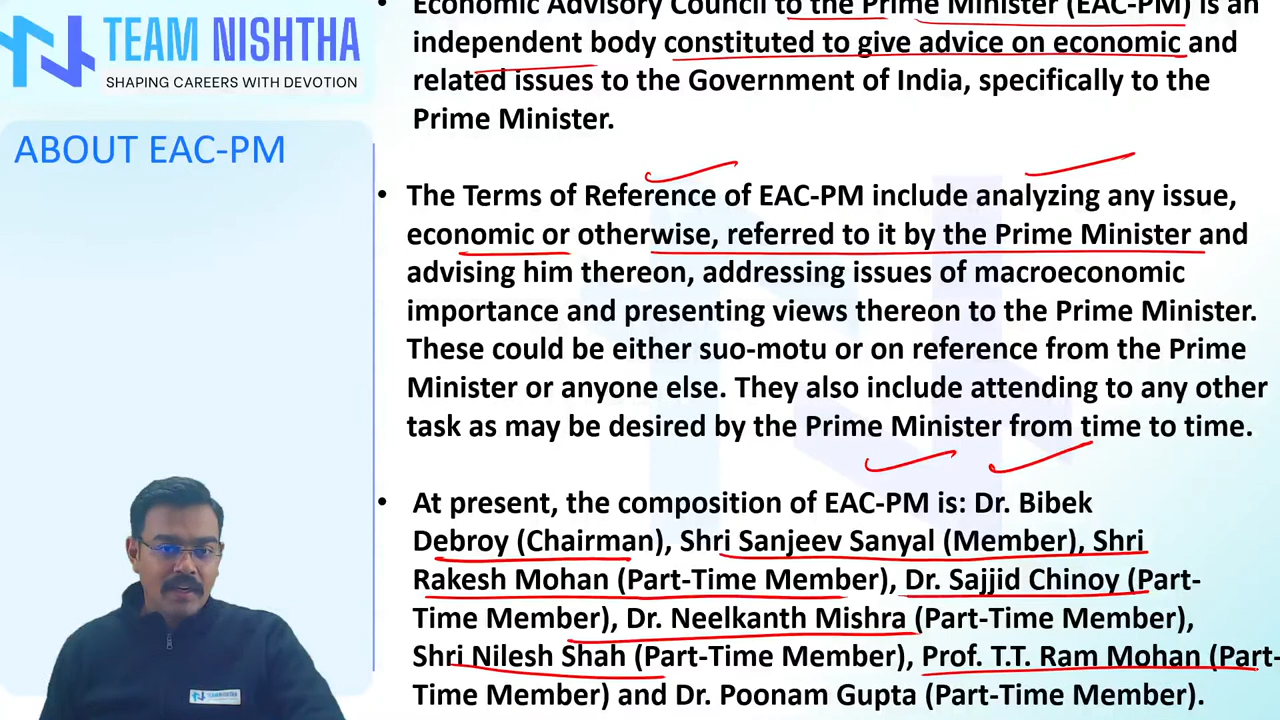 TEAM NISHTHA
SHAPING CAREERS WITH DEVOTION
ABOUT EAC-PM
• Economic Advisory Council to the Prime Minister (EAC-PM) is an
independent body constituted to give advice on economic and
related issues to the Government of India, specifically to the
Prime Minister.
• The Terms of Reference of EAC-PM include analyzing any issue,
economic or otherwise, referred to it by the Prime Minister and
advising him thereon, addressing issues of macroeconomic
importance and presenting views thereon to the Prime Minister.
These could be either suo-motu or on reference from the Prime
Minister or anyone else. They also include attending to any other
task as may be desired by the Prime Minister from time to time.
• At present, the composition of EAC-PM is: Dr. Bibek
Debroy (Chairman), Shri Sanjeev Sanyal (Member), Shri
Rakesh Mohan (Part-Time Member), Dr. Sajjid Chinoy (Part-
Time Member), Dr. Neelkanth Mishra (Part-Time Member),
Shri Nilesh Shah (Part-Time Member), Prof. T.T. Ram Mohan (Part-
Time Member) and Dr. Poonam Gupta (Part-Time Member).